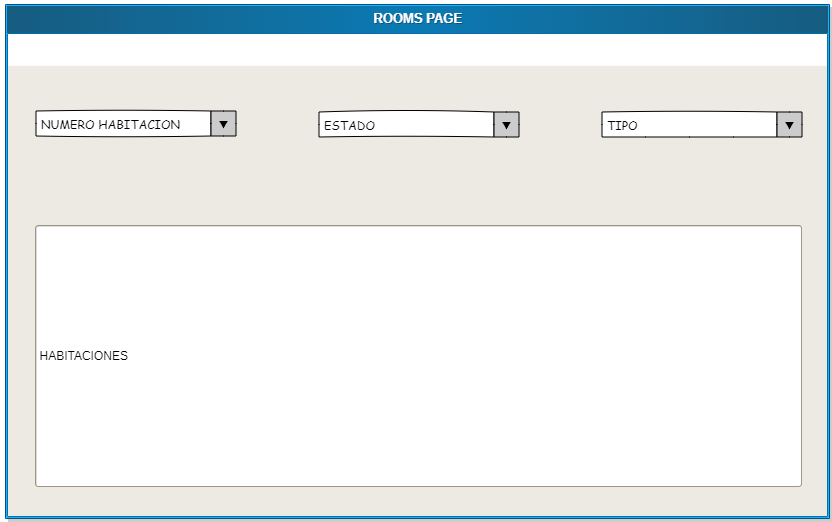 ROOMS PAGE
NUMERO HABITACION
ESTADO
TIPO
HABITACIONES